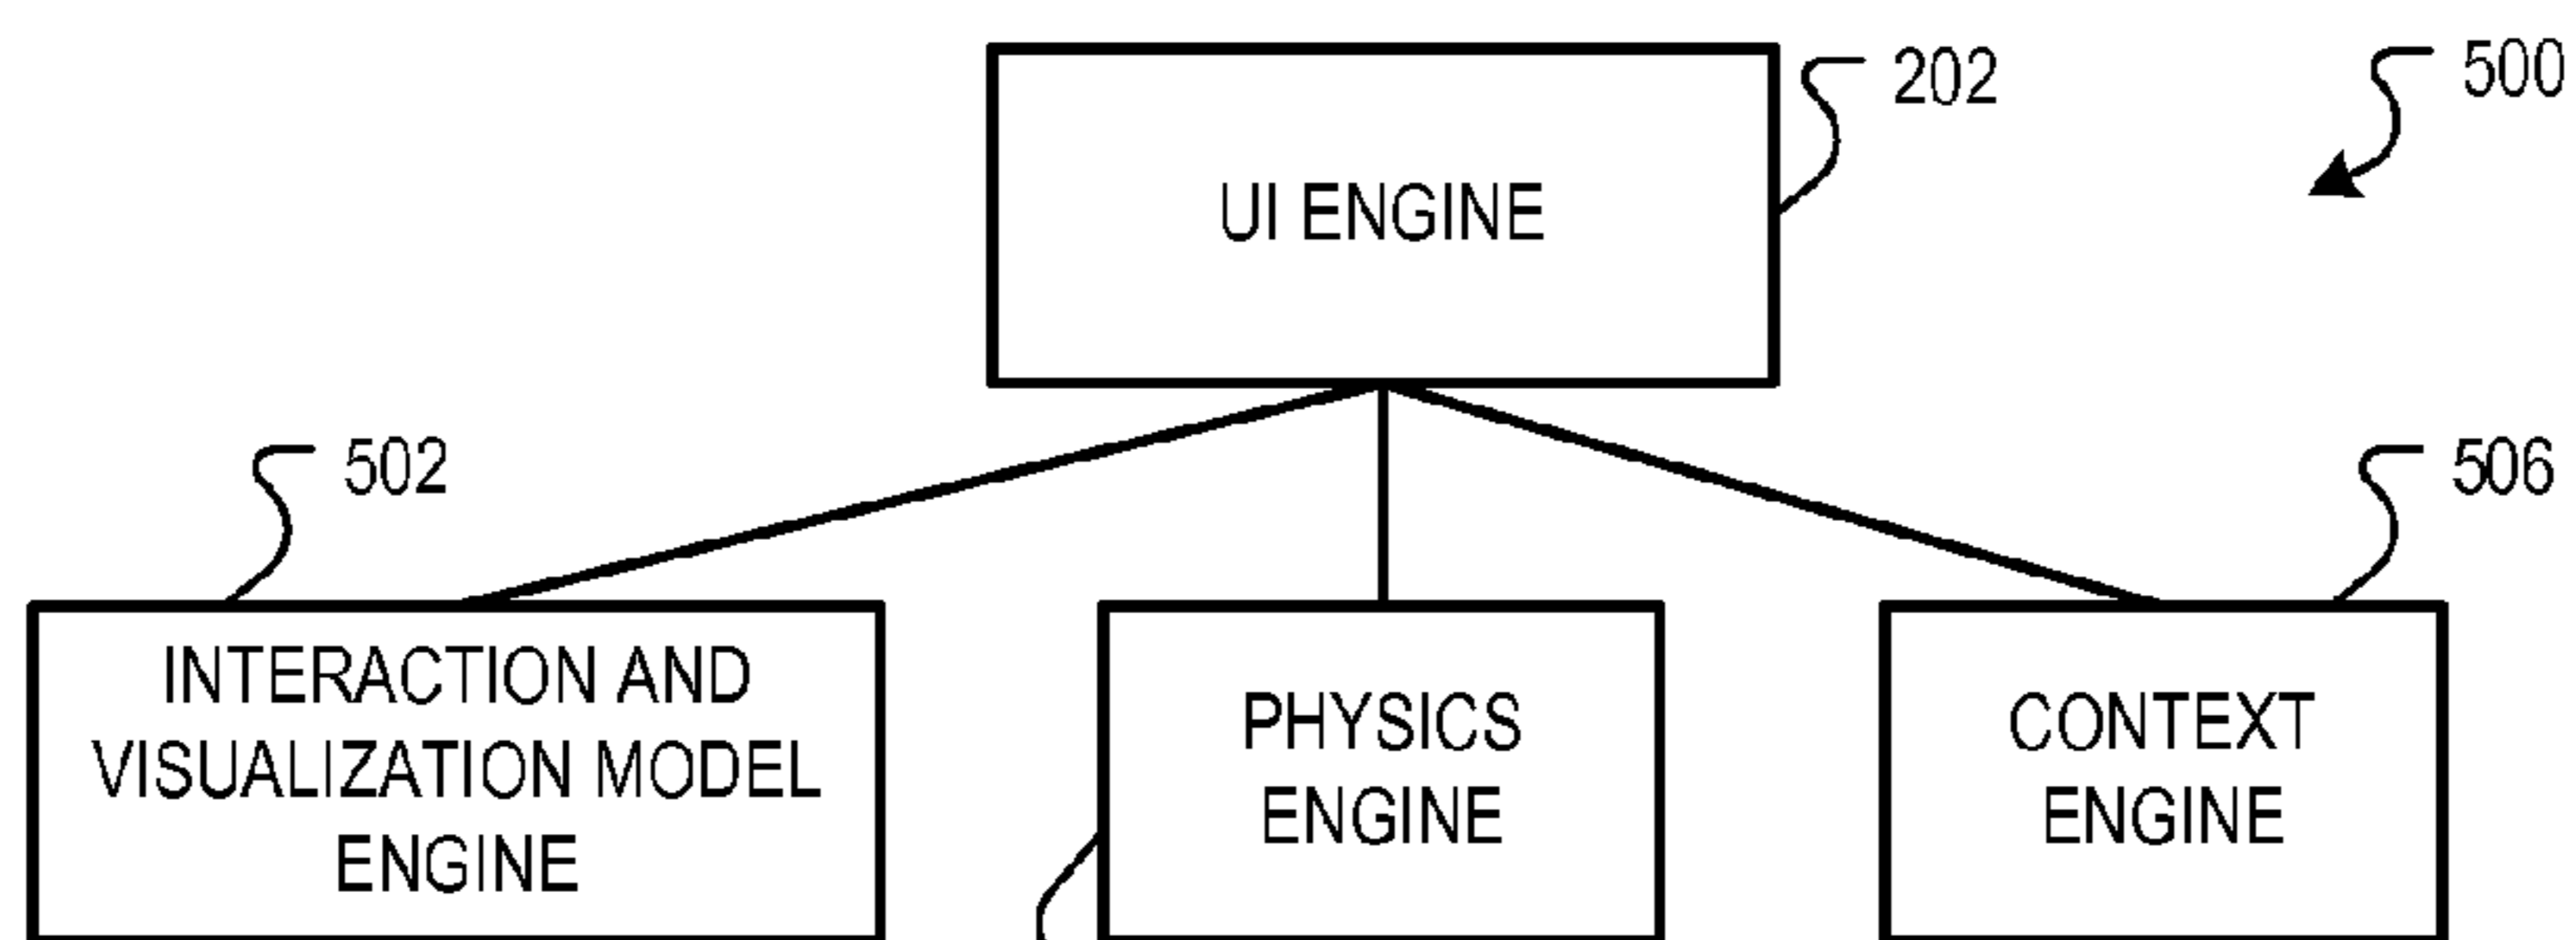 UI ENGINE
202
500
502
506
INTERACTION AND
VISUALIZATION MODEL
ENGINE
PHYSICS
ENGINE
CONTEXT
ENGINE